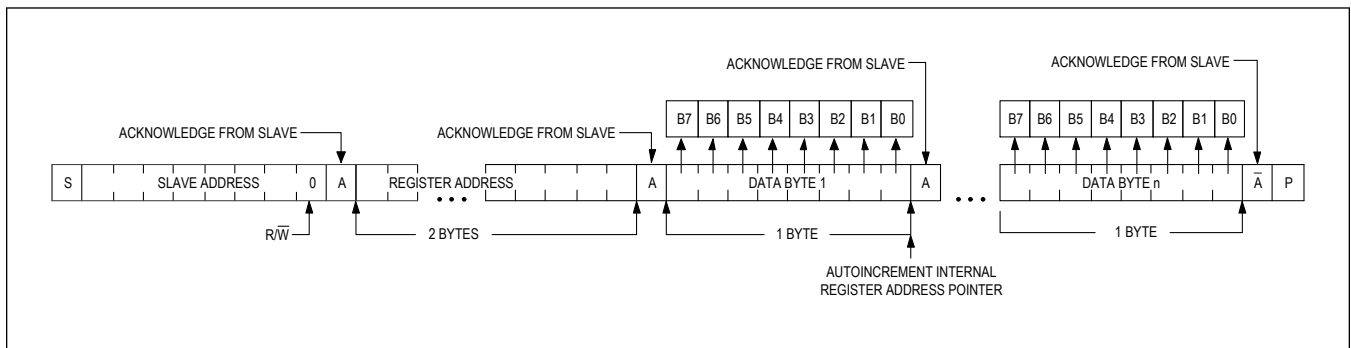 ACKNOWLEDGE FROM SLAVE
ACKNOWLEDGE FROM SLAVE
B7 B6 B5 B4 B3 B2 B1 B0
B7 B6 B5 B4 B3 B2 B1 B0
ACKNOWLEDGE FROM SLAVE
ACKNOWLEDGE FROM SLAVE
S SLAVE ADDRESS 0 A REGISTER ADDRESS A DATA BYTE 1 A DATA BYTE n A̅ P
•••
•••
R/W̅
2 BYTES
1 BYTE
1 BYTE
AUTOINCREMENT INTERNAL
REGISTER ADDRESS POINTER